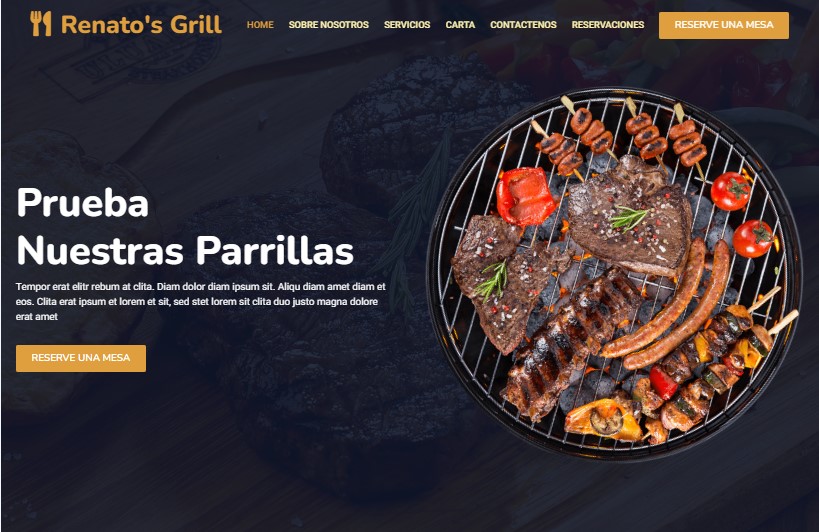 Renato's Grill
HOME SOBRE NOSOTROS SERVICIOS CARTA CONTACTENOS RESERVACIONES RESERVE UNA MESA
Prueba
Nuestras Parrillas
Tempor erat elitr rebum at clita. Diam dolor diam ipsum sit. Aliqu diam amet diam et
eos. Clita erat ipsum et lorem et sit, sed stet lorem sit clita duo justo magna dolore
erat amet
RESERVE UNA MESA